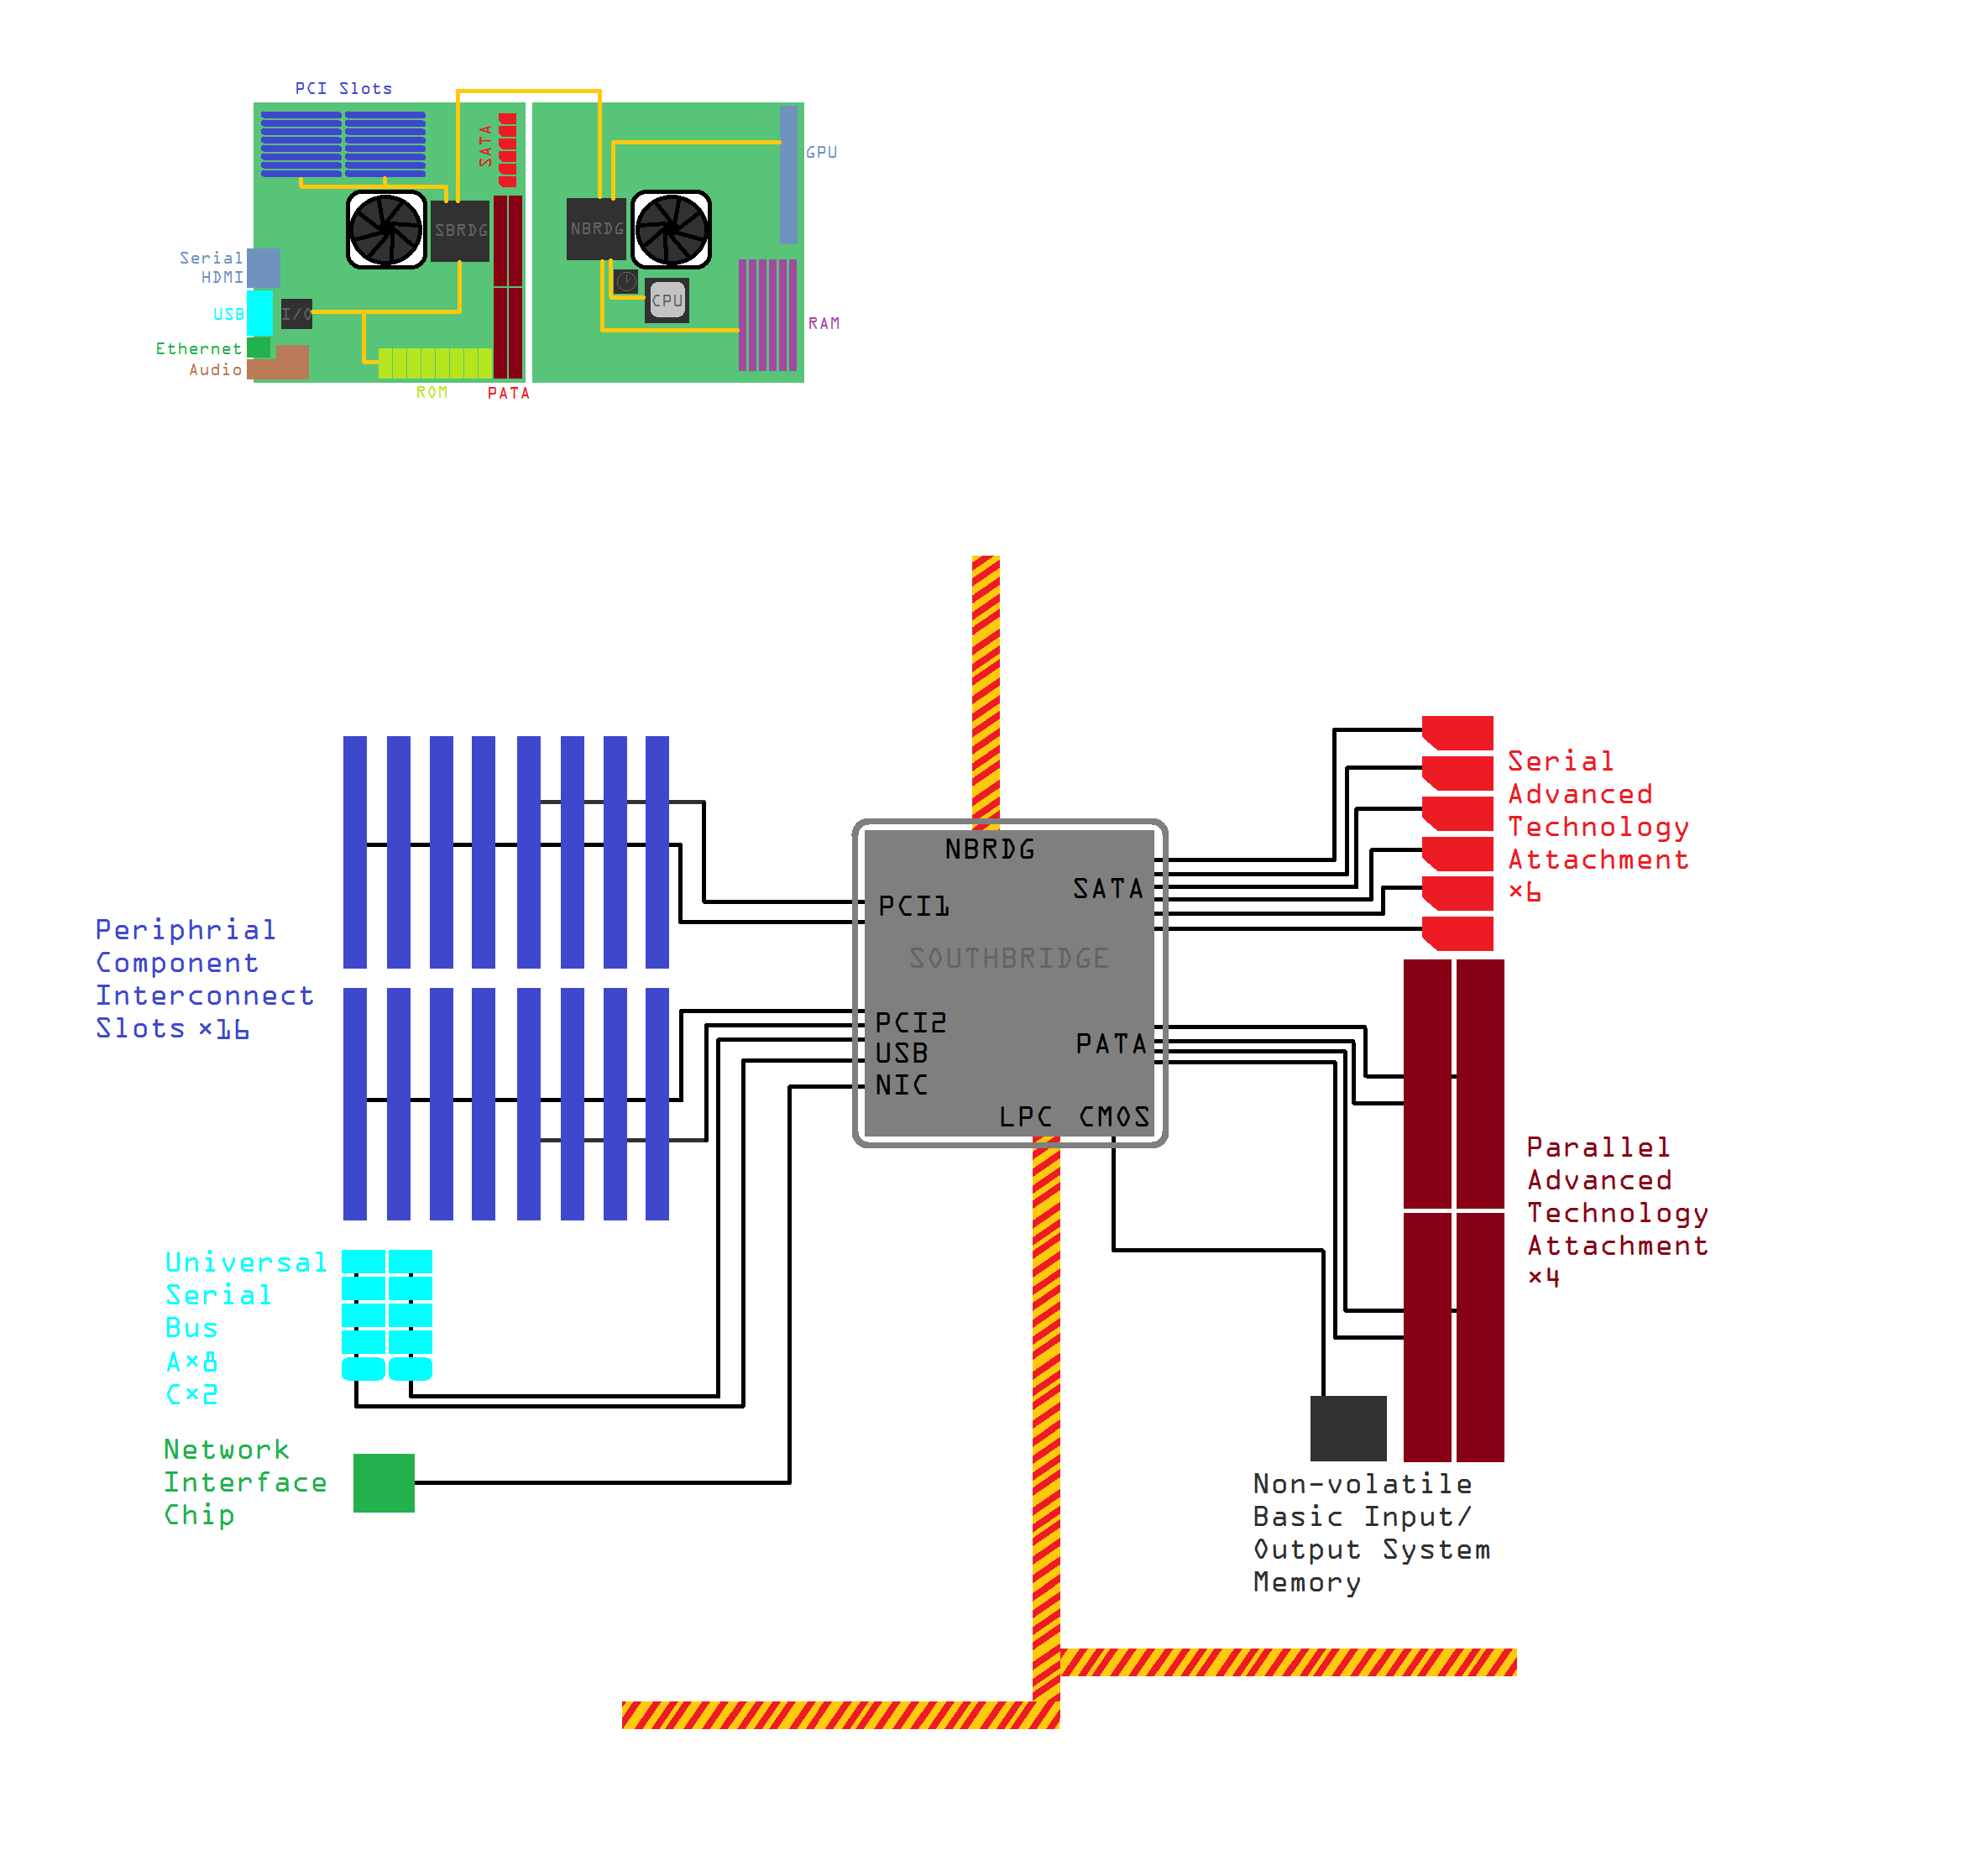 PCI Slots
SATA
GPU
SBRDG
NBRDG
Serial
HDMI
USB
I/O
CPU
Ethernet
Audio
RAM
ROM
PATA
NBRDG
SATA
PCI1
SOUTHBRIDGE
PCI2
USB
NIC
PATA
LPC
CMOS
Serial
Advanced
Technology
Attachment
×6
Periphrial
Component
Interconnect
Slots ×16
Parallel
Advanced
Technology
Attachment
×4
Universal
Serial
Bus
A×8
C×2
Network
Interface
Chip
Non-volatile
Basic Input/
Output System
Memory